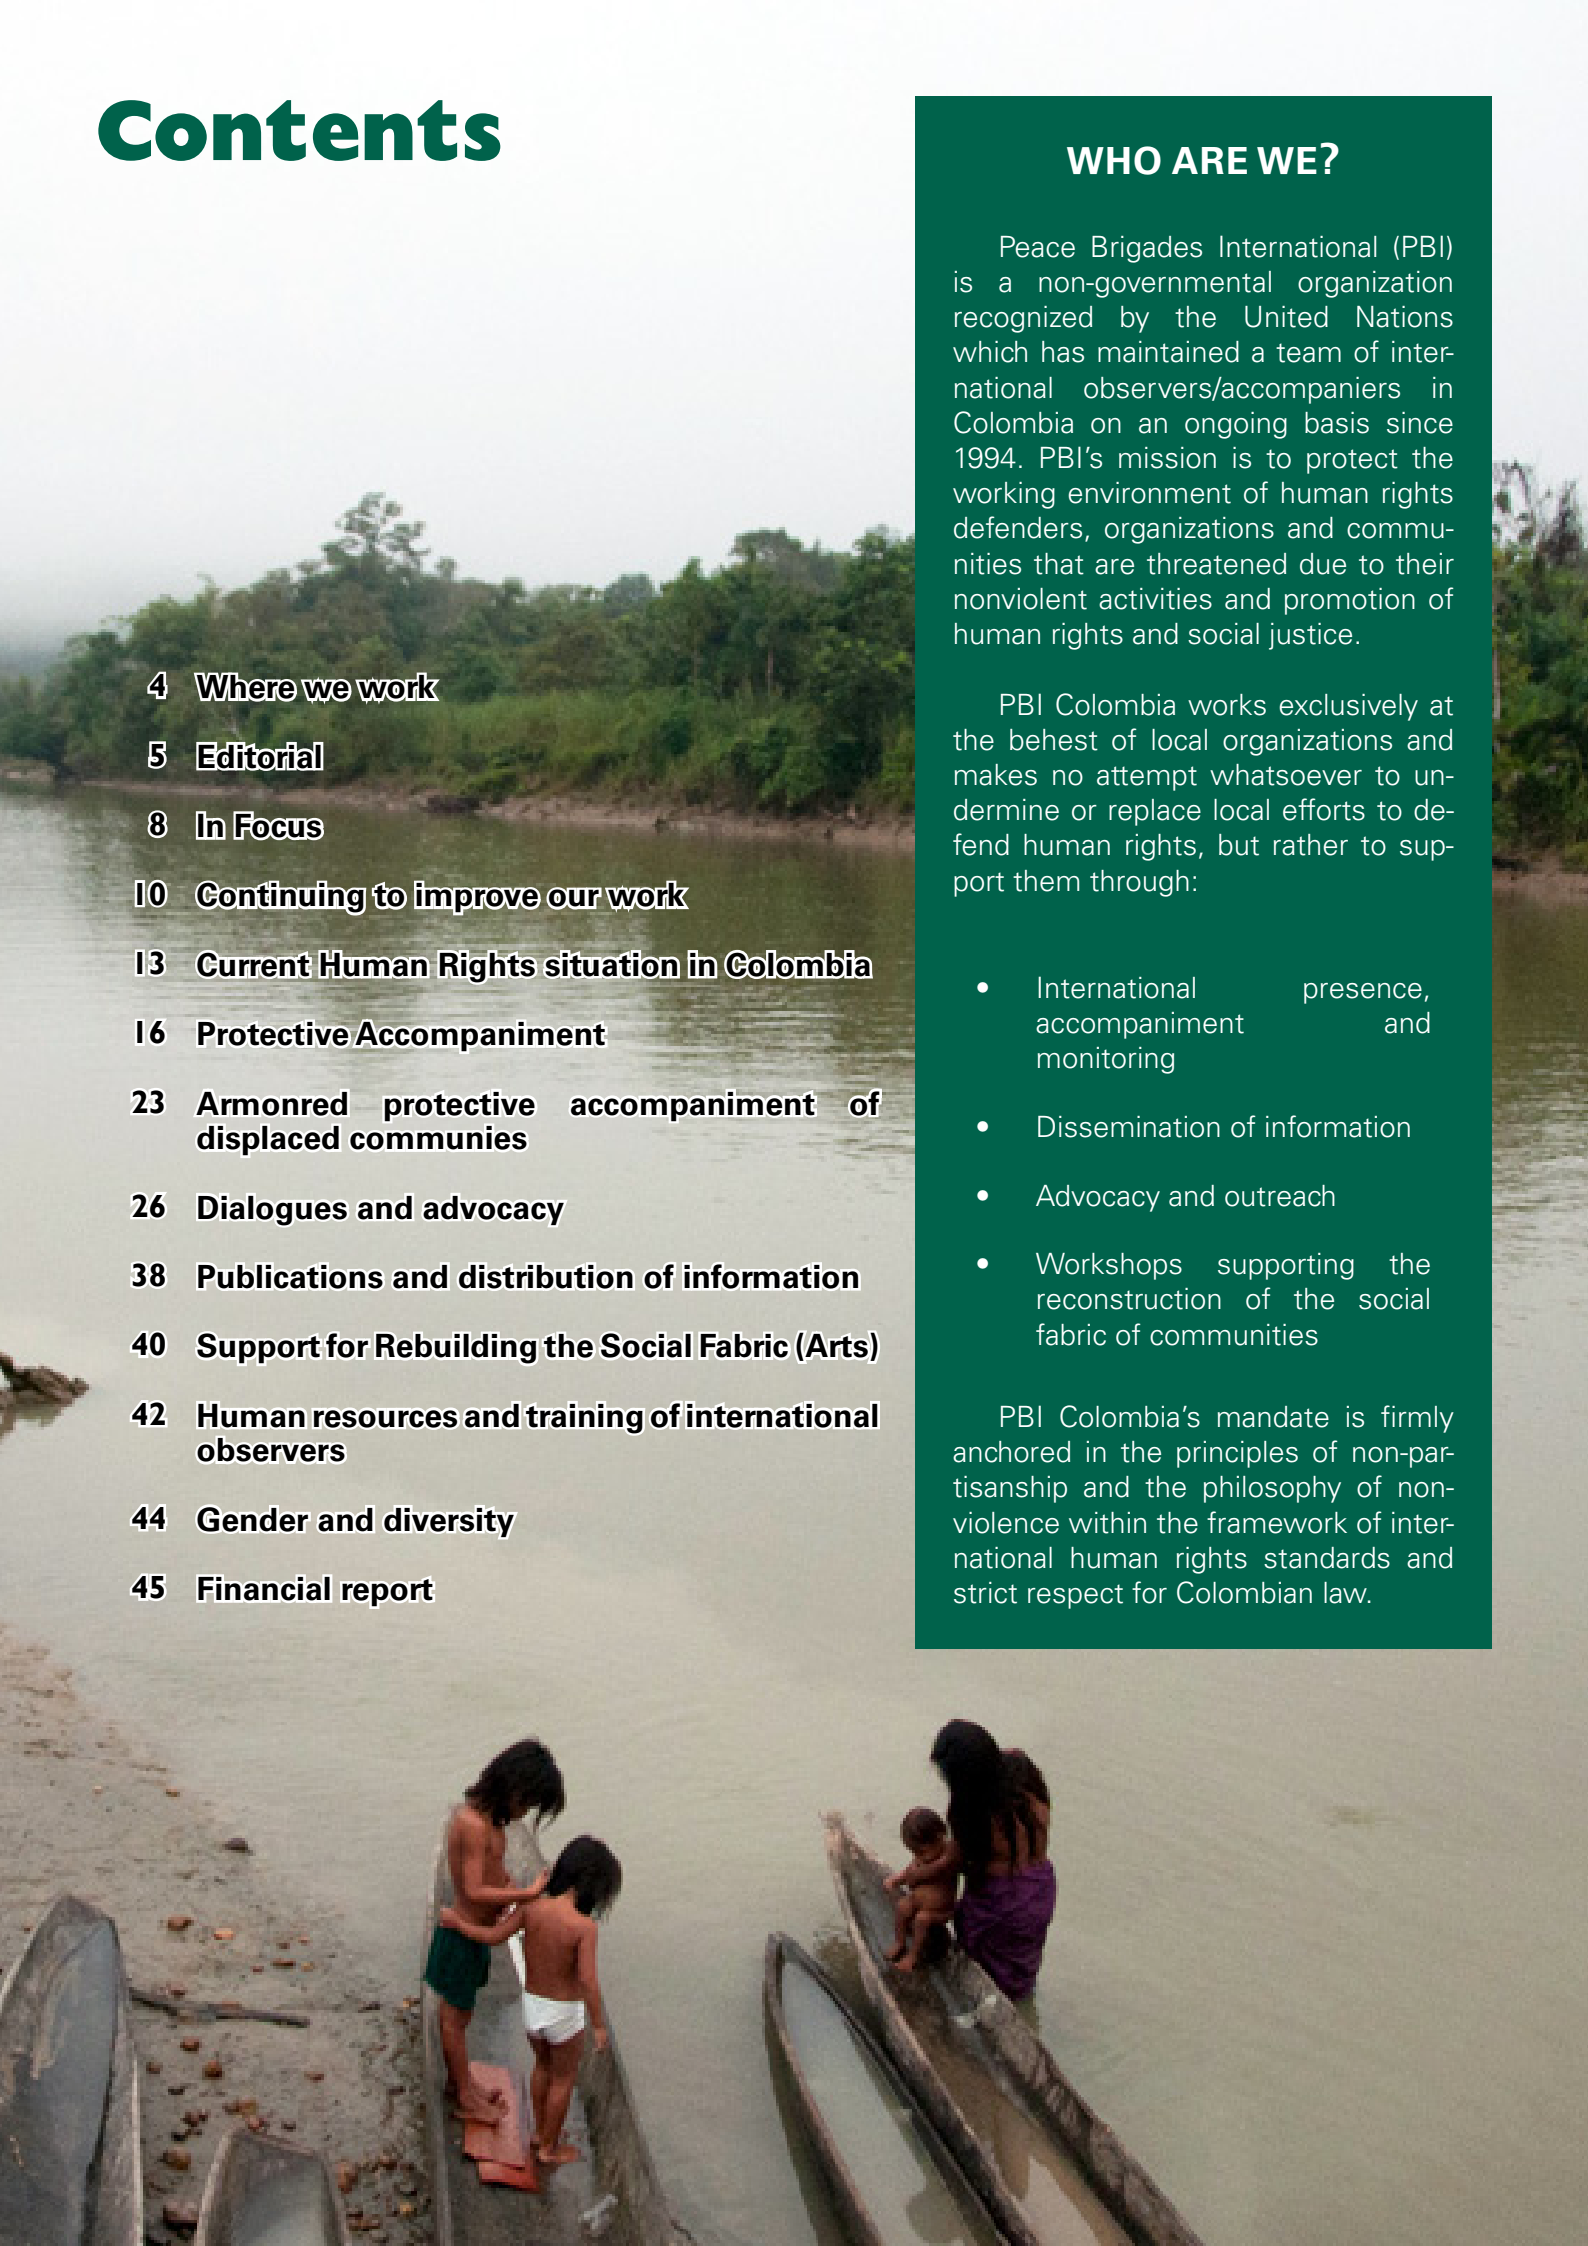 Contents
4 Where we work
5 Editorial
8 In Focus
10 Continuing to improve our work
13 Current Human Rights situation in Colombia
16 Protective Accompaniment
23 Armonred protective accompaniment of
displaced communies
26 Dialogues and advocacy
38 Publications and distribution of information
40 Support for Rebuilding the Social Fabric (Arts)
42 Human resources and training of international
observers
44 Gender and diversity
45 Financial report
WHO ARE WE?
Peace Brigades International (PBI)
is a non-governmental organization
recognized by the United Nations
which has maintained a team of inter-
national observers/accompaniers in
Colombia on an ongoing basis since
1994. PBI’s mission is to protect the
working environment of human rights
defenders, organizations and commu-
nities that are threatened due to their
nonviolent activities and promotion of
human rights and social justice.
PBI Colombia works exclusively at
the behest of local organizations and
makes no attempt whatsoever to un-
dermine or replace local efforts to de-
fend human rights, but rather to sup-
port them through:
• International presence,
accompaniment and
monitoring
• Dissemination of information
• Advocacy and outreach
• Workshops supporting the
reconstruction of the social
fabric of communities
PBI Colombia’s mandate is firmly
anchored in the principles of non-par-
tisanship and the philosophy of non-
violence within the framework of inter-
national human rights standards and
strict respect for Colombian law.